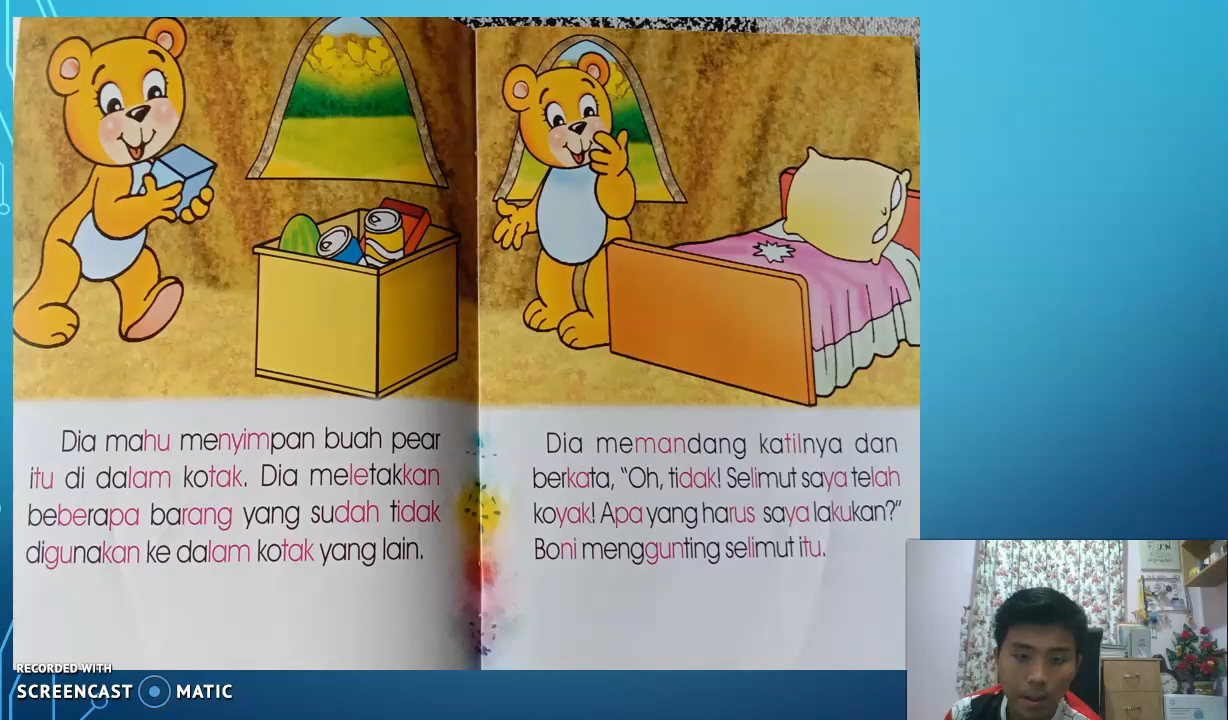 Dia mahu menyimpan buah pear
itu di dalam kotak. Dia meletakkan
beberapa barang yang sudah tidak
digunakan ke dalam kotak yang lain.
Dia memandang katilnya dan
berkata, “Oh, tidak! Selimut saya telah
koyak! Apa yang harus saya lakukan?”
Boni menggunting selimut itu.
RECORDED WITH
SCREENCAST MATIC